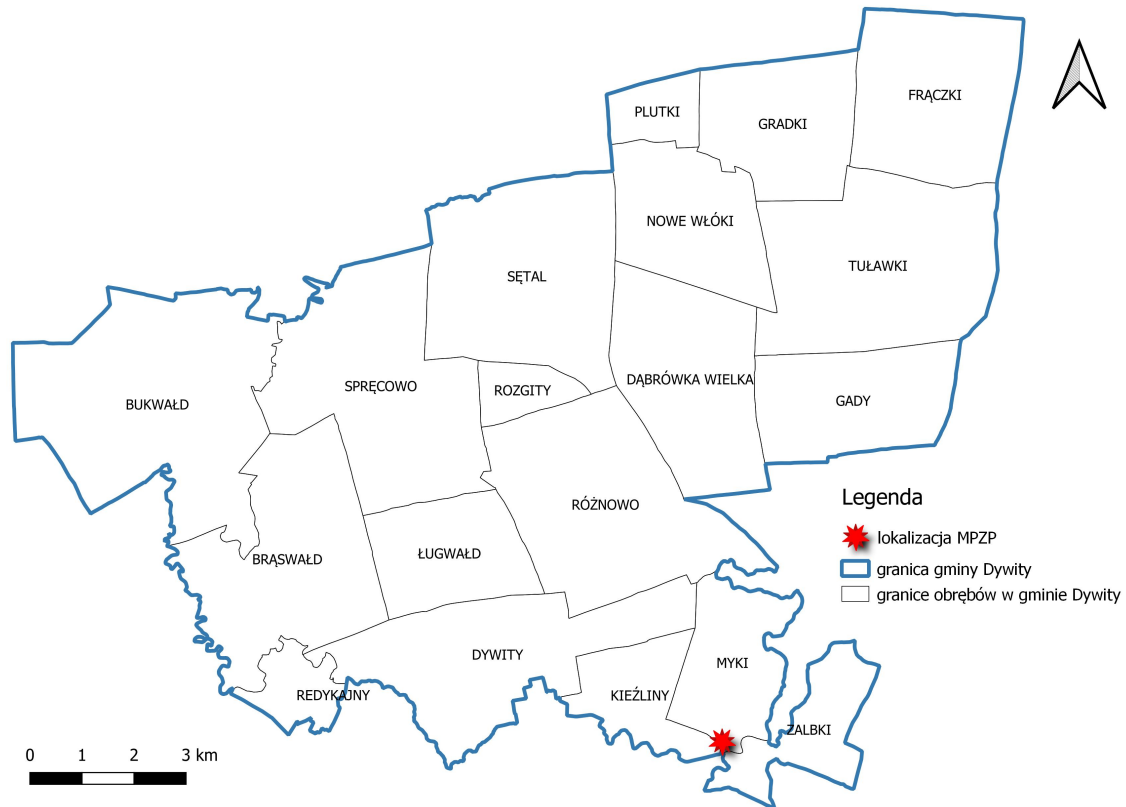 FRĄCZKI
PLUTKI
GRADKI
NOWE WŁÓKI
TUŁAWKI
SĘTAL
DĄBRÓWKA WIELKA
SPRĘCOWO
ROZGITY
GADY
BUKWAŁD
RÓŻNOWO
ŁUGWAŁD
BRĄSWAŁD
DYWITY
MYKI
KIEŹLINY
REDYKAJNY
ZALBKI
Legenda
lokalizacja MPZP
granica gminy Dywity
granice obrębów w gminie Dywity
0 1 2 3 km